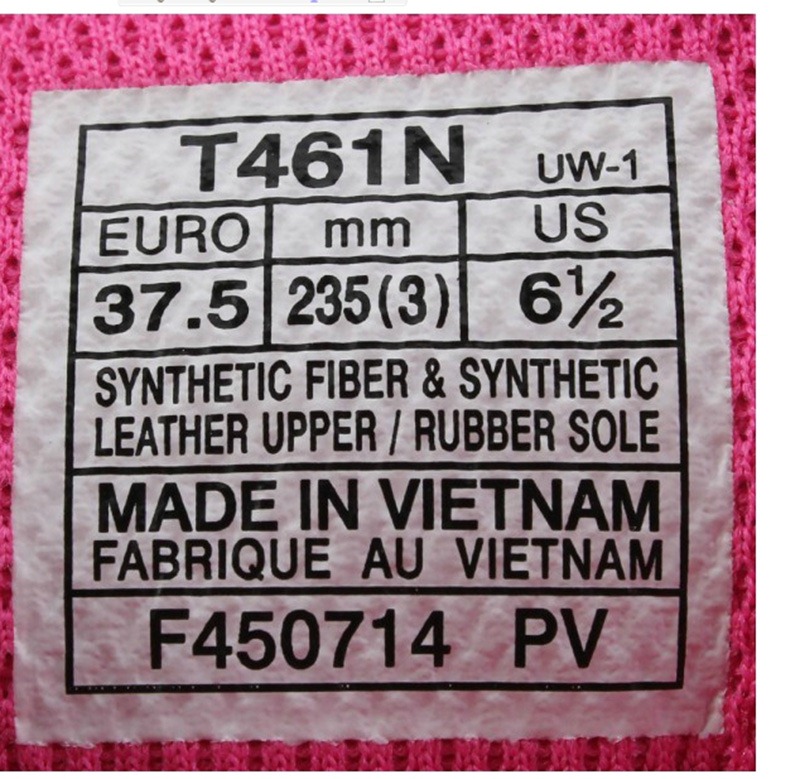 T461N UW-1
EURO mm US
37.5 235(3) 6½
SYNTHETIC FIBER & SYNTHETIC
LEATHER UPPER / RUBBER SOLE
MADE IN VIETNAM
FABRIQUE AU VIETNAM
F450714 PV